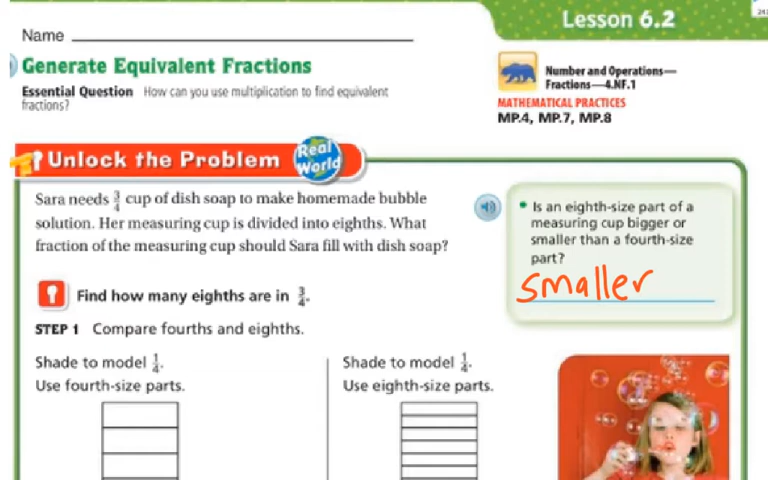 Lesson 6.2
Name
Generate Equivalent Fractions
Essential Question How can you use multiplication to find equivalent
fractions?
Number and Operations—
Fractions—4.NF.1
MATHEMATICAL PRACTICES
MP.4, MP.7, MP.8
Unlock the Problem
Real
World
Sara needs 3/4 cup of dish soap to make homemade bubble
solution. Her measuring cup is divided into eighths. What
fraction of the measuring cup should Sara fill with dish soap?
• Is an eighth-size part of a
measuring cup bigger or
smaller than a fourth-size
part?
smaller
Find how many eighths are in 3/4.
STEP 1 Compare fourths and eighths.
Shade to model 1/4.
Use fourth-size parts.
Shade to model 1/4.
Use eighth-size parts.